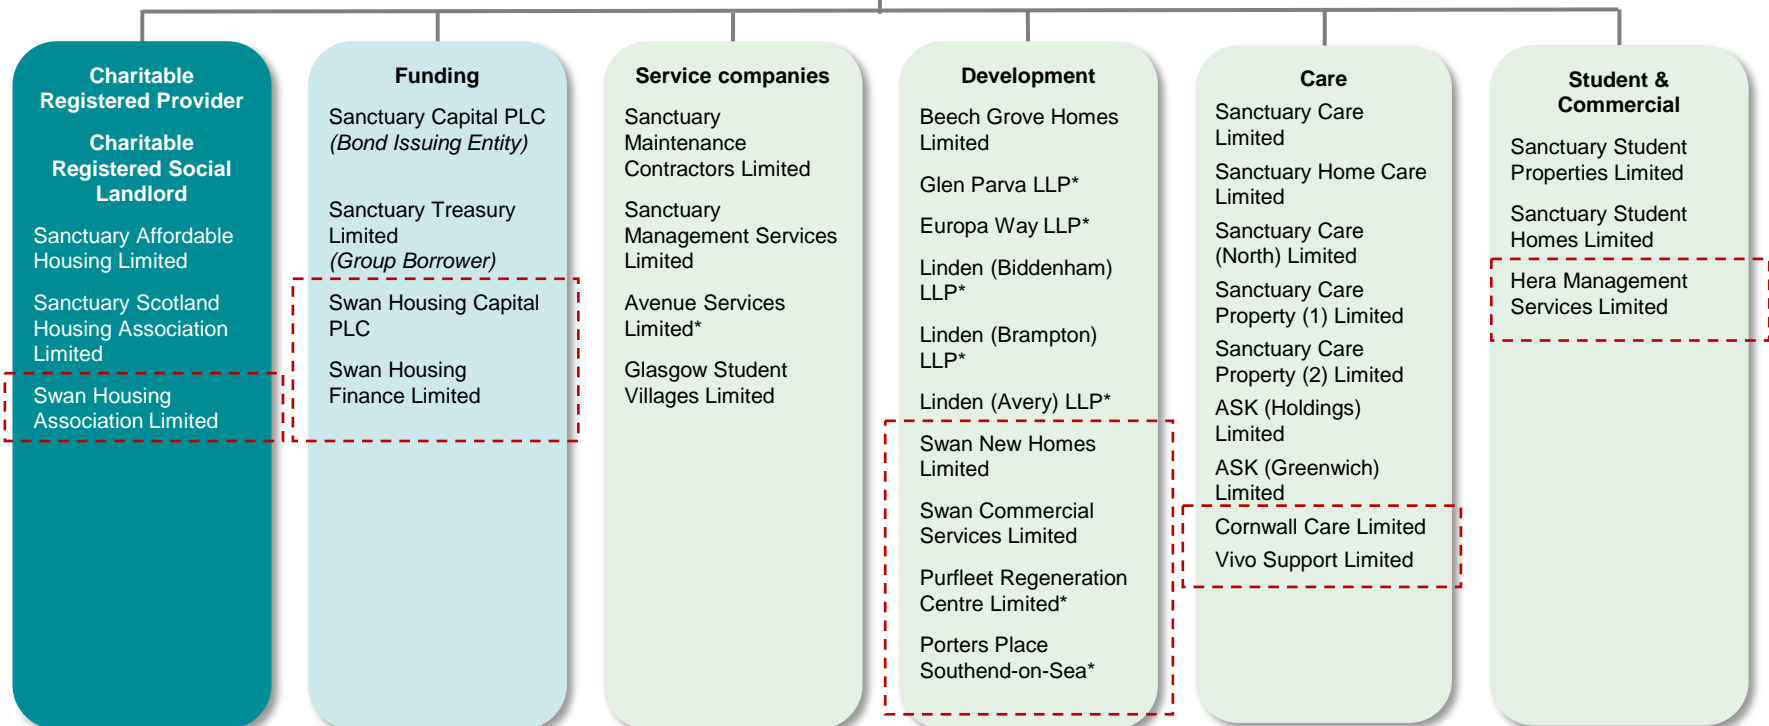 Charitable
Registered Provider
Charitable
Registered Social
Landlord
Sanctuary Affordable
Housing Limited
Sanctuary Scotland
Housing Association
Limited
Swan Housing
Association Limited
Funding
Sanctuary Capital PLC
(Bond Issuing Entity)
Sanctuary Treasury
Limited
(Group Borrower)
Swan Housing Capital
PLC
Swan Housing
Finance Limited
Service companies
Sanctuary
Maintenance
Contractors Limited
Sanctuary
Management Services
Limited
Avenue Services
Limited*
Glasgow Student
Villages Limited
Development
Beech Grove Homes
Limited
Glen Parva LLP*
Europa Way LLP*
Linden (Biddenham)
LLP*
Linden (Brampton)
LLP*
Linden (Avery) LLP*
Swan New Homes
Limited
Swan Commercial
Services Limited
Purfleet Regeneration
Centre Limited*
Porters Place
Southend-on-Sea*
Care
Sanctuary Care
Limited
Sanctuary Home Care
Limited
Sanctuary Care
(North) Limited
Sanctuary Care
Property (1) Limited
Sanctuary Care
Property (2) Limited
ASK (Holdings)
Limited
ASK (Greenwich)
Limited
Cornwall Care Limited
Vivo Support Limited
Student &
Commercial
Sanctuary Student
Properties Limited
Sanctuary Student
Homes Limited
Hera Management
Services Limited